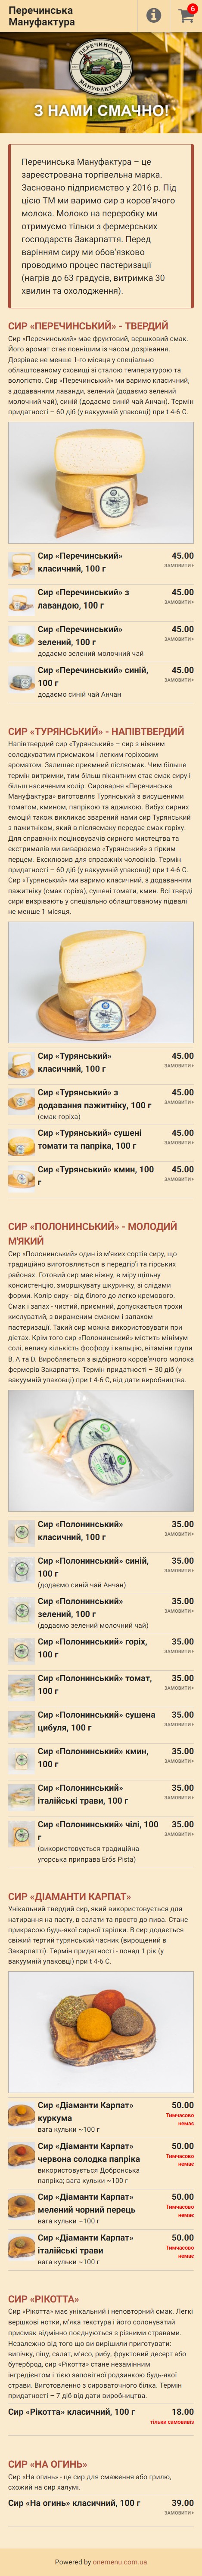 Перечинська
Мануфактура
6
ПЕРЕЧИНСЬКА
МАНУФАКТУРА
З НАМИ СМАЧНО!
Перечинська Мануфактура – це
зареєстрована торгівельна марка.
Засновано підприємство у 2016 р. Під
цією ТМ ми варимо сир з коров'ячого
молока. Молоко на переробку ми
отримуємо тільки з фермерських
господарств Закарпаття. Перед
варінням сиру ми обов'язково
проводимо процес пастеризації
(нагрів до 63 градусів, витримка 30
хвилин та охолодження).
СИР «ПЕРЕЧИНСЬКИЙ» - ТВЕРДИЙ
Сир «Перечинський» має фруктовий, вершковий смак.
Його аромат стає повнішим із часом дозрівання.
Дозріває не менше 1-го місяця у спеціально
облаштованому сховищі зі сталою температурою та
вологістю. Сир «Перечинський» ми варимо класичний,
з додаванням лаванди, зелений (додаємо зелений
молочний чай), синій (додаємо синій чай Анчан). Термін
придатності – 60 діб (у вакуумній упаковці) при t 4-6 С.
Сир «Перечинський»
класичний, 100 г
45.00
ЗАМОВИТИ
Сир «Перечинський» з
лавандою, 100 г
45.00
ЗАМОВИТИ
Сир «Перечинський»
зелений, 100 г
додаємо зелений молочний чай
45.00
ЗАМОВИТИ
Сир «Перечинський» синій,
100 г
додаємо синій чай Анчан
45.00
ЗАМОВИТИ
СИР «ТУРЯНСЬКИЙ» - НАПІВТВЕРДИЙ
Напівтвердий сир «Турянський» – сир з ніжним
солодкуватим присмаком і легким горіховим
ароматом. Залишає приємний післясмак. Чим більше
термін витримки, тим більш пікантним стає смак сиру і
більш насичений колір. Сироварня «Перечинська
Мануфактура» виготовляє Турянський з висушеними
томатом, кмином, паприкою та аджикою. Вибух сирних
емоцій також викликає зварений нами сир Турянський
з пажитніком, який в післясмаку передає смак горіху.
Для справжніх поціновувачів сирного мистецтва та
екстрималів ми виварюємо «Турянський» з гірким
перцем. Ексклюзив для справжніх чоловіків. Термін
придатності – 60 діб (у вакуумній упаковці) при t 4-6 С.
Сир «Турянський» ми варимо класичний, з додаванням
пажитніку (смак горіха), сушені томати, кмин. Всі тверді
сири визрівають у спеціально облаштованому підвалі
не менше 1 місяця.
Сир «Турянський»
класичний, 100 г
45.00
ЗАМОВИТИ
Сир «Турянський» з
додавання пажитніку, 100 г
(смак горіха)
45.00
ЗАМОВИТИ
Сир «Турянський» сушені
томати та паприка, 100 г
45.00
ЗАМОВИТИ
Сир «Турянський» кмин, 100
г
45.00
ЗАМОВИТИ
СИР «ПОЛОНИНСЬКИЙ» - МОЛОДИЙ
М'ЯКИЙ
Сир «Полонинський» один із м'яких сортів сиру, що
традиційно виготовляється в передгір'ї та гірських
районах. Готовий сир має ніжну, в міру щільну
консистенцію, зморшкувату шкуринку, зі слідами
форми. Колір сиру - від білого до легко кремового.
Смак і запах - чистий, приємний, допускається трохи
кислуватий, з вираженим смаком і запахом
пастеризації. Такий сир можна використовувати при
дієтах. Крім того сир «Полонинський» містить мінімум
солі, велику кількість фосфору і кальцію, вітаміни групи
В, А та D. Виробляється з відбірного коров'ячого молока
фермерів Закарпаття. Термін придатності – 30 діб (у
вакуумній упаковці) при t 4-6 С, від дати виробництва.
Сир «Полонинський»
класичний, 100 г
35.00
ЗАМОВИТИ
Сир «Полонинський» синій,
100 г
(додаємо синій чай Анчан)
35.00
ЗАМОВИТИ
Сир «Полонинський»
зелений, 100 г
(додаємо зелений молочний чай)
35.00
ЗАМОВИТИ
Сир «Полонинський» горіх,
100 г
35.00
ЗАМОВИТИ
Сир «Полонинський» томат,
100 г
35.00
ЗАМОВИТИ
Сир «Полонинський» сушена
цибуля, 100 г
35.00
ЗАМОВИТИ
Сир «Полонинський» кмин,
100 г
35.00
ЗАМОВИТИ
Сир «Полонинський»
італійські трави, 100 г
35.00
ЗАМОВИТИ
Сир «Полонинський» чілі, 100
г
(використовується традиційна
угорська приправа Erős Pista)
35.00
ЗАМОВИТИ
СИР «ДІАМАНТИ КАРПАТ»
Унікальний твердий сир, який використовується для
натирання на пасту, в салати та просто до пива. Стане
прикрасою будь-якої сирної тарілки. В сир додається
свіжий тертий турянський часник (вирощений в
Закарпатті). Термін придатності - понад 1 рік (у
вакуумній упаковці) при t 4-6 С.
Сир «Діаманти Карпат»
куркума
вага кульки ~100 г
50.00
Тимчасово
немає
Сир «Діаманти Карпат»
червона солодка паприка
використовується Добронська
паприка; вага кульки ~100 г
50.00
Тимчасово
немає
Сир «Діаманти Карпат»
мелений чорний перець
вага кульки ~100 г
50.00
Тимчасово
немає
Сир «Діаманти Карпат»
італійські трави
вага кульки ~100 г
50.00
Тимчасово
немає
СИР «РІКОТТА»
Сир «Рікотта» має унікальний і неповторний смак. Легкі
вершкові нотки, м'яка текстура і його солонуватий
присмак відмінно поєднуються з різними стравами.
Незалежно від того що ви вирішили приготувати:
випічку, піцу, салат, м'ясо, рибу, фруктовий десерт або
бутерброд, сир «Рікотта» стане незамінним
інгредієнтом і тією заповітної родзинкою будь-якої
страви. Виготовленно з сироваточного білка. Термін
придатності – 7 діб від дати виробництва.
Сир «Рікотта» класичний, 100 г
18.00
тільки самовивіз
СИР «НА ОГИНЬ»
Сир «На огинь» - це сир для смаження або грилю,
схожий на сир халумі.
Сир «На огинь» класичний, 100 г
39.00
ЗАМОВИТИ
Powered by onemenu.com.ua